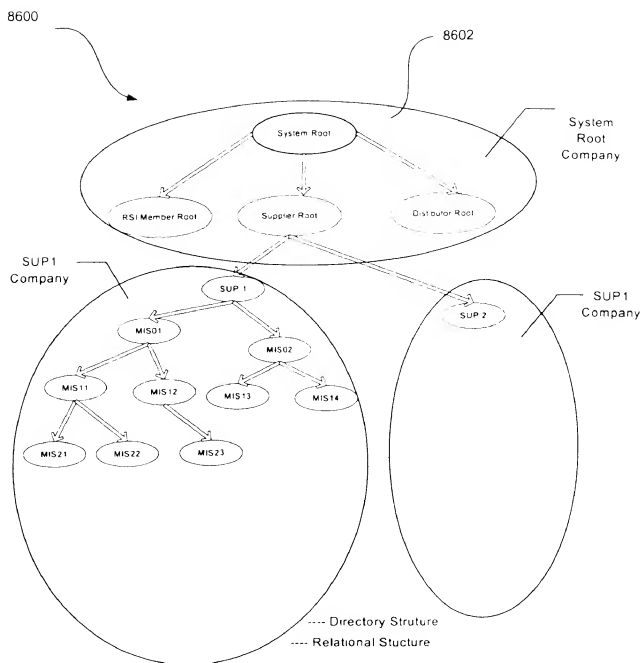 8600
8602
System Root
System
Root
Company
RSI Member Root
Supplier Root
Distributor Root
SUP1
Company
SUP 1
SUP 2
SUP1
Company
MIS01
MIS02
MIS11
MIS12
MIS13
MIS14
MIS21
MIS22
MIS23
---- Directory Struture
---- Relational Stucture